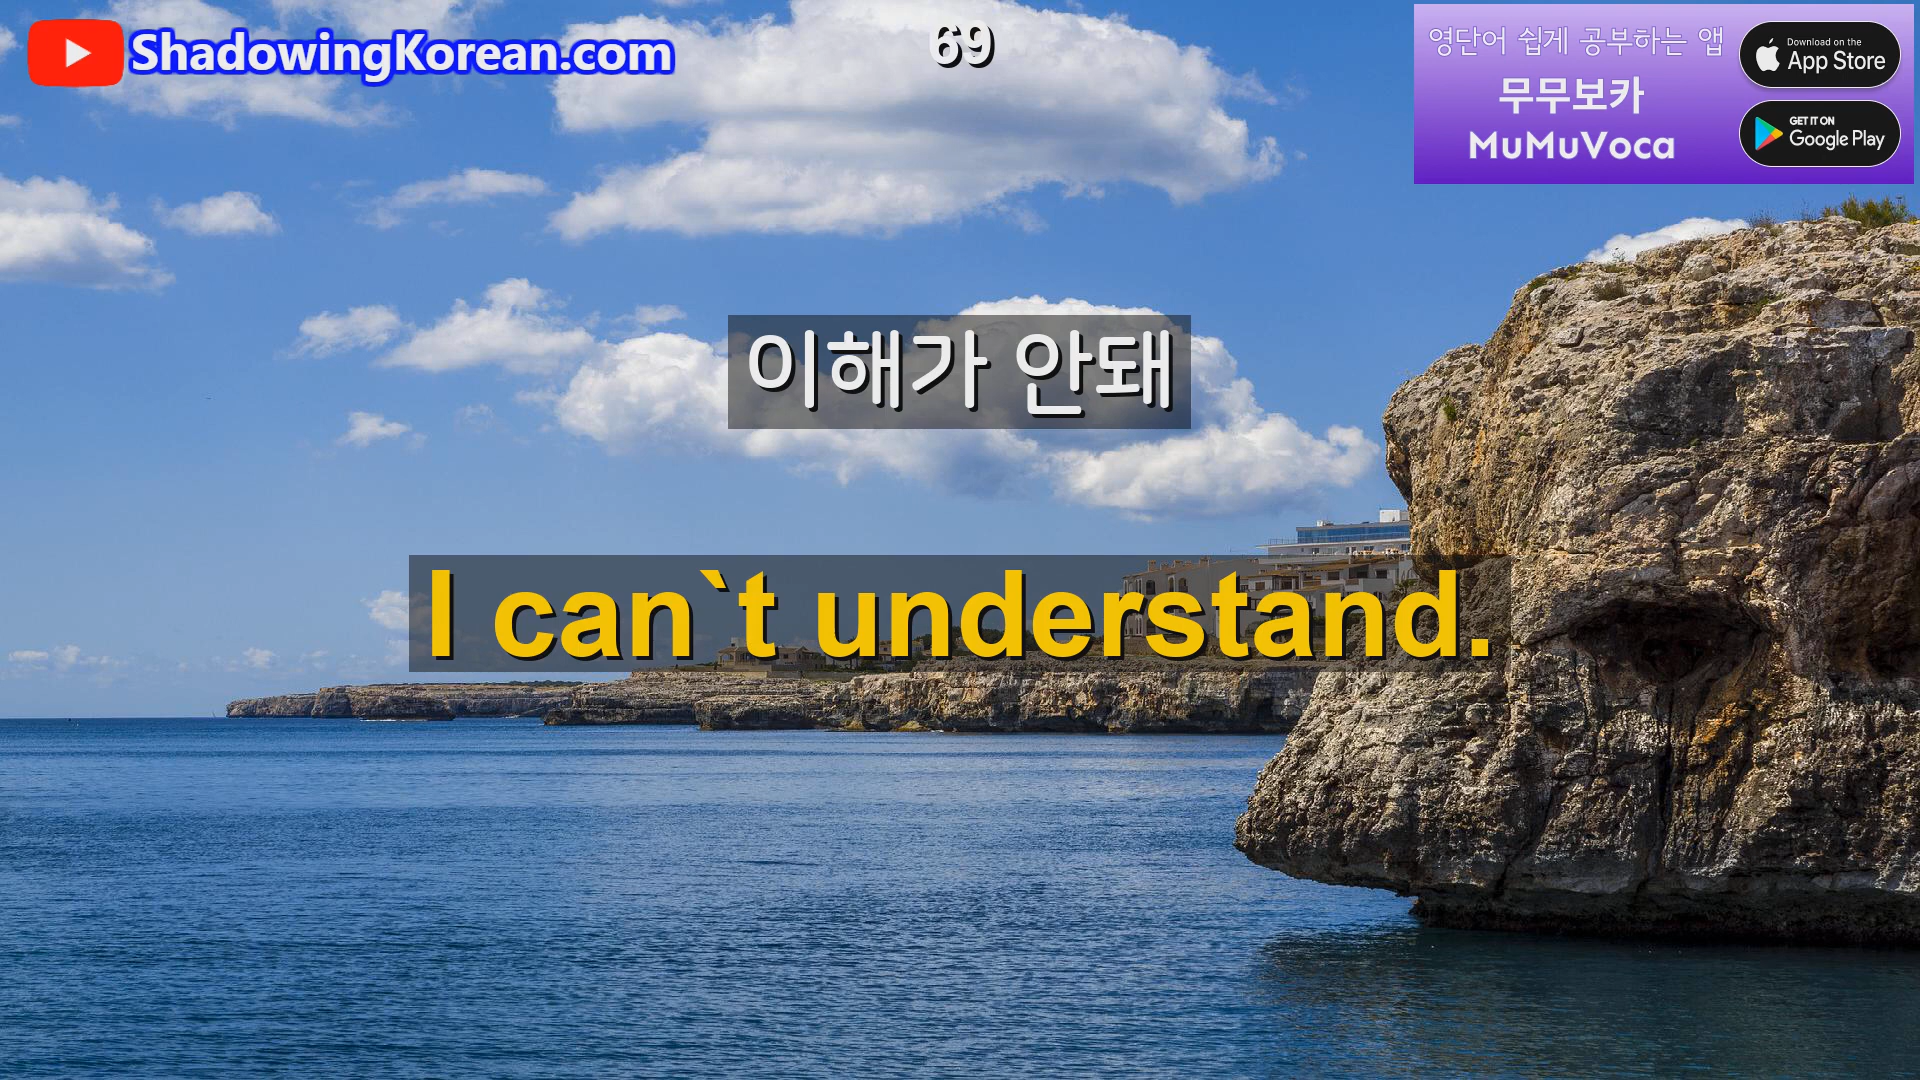 ShadowingKorean.com
69
영단어 쉽게 공부하는 앱
무무보카
MuMuVoca
Download on the
App Store
GET IT ON
Google Play
이해가 안돼
I can`t understand.